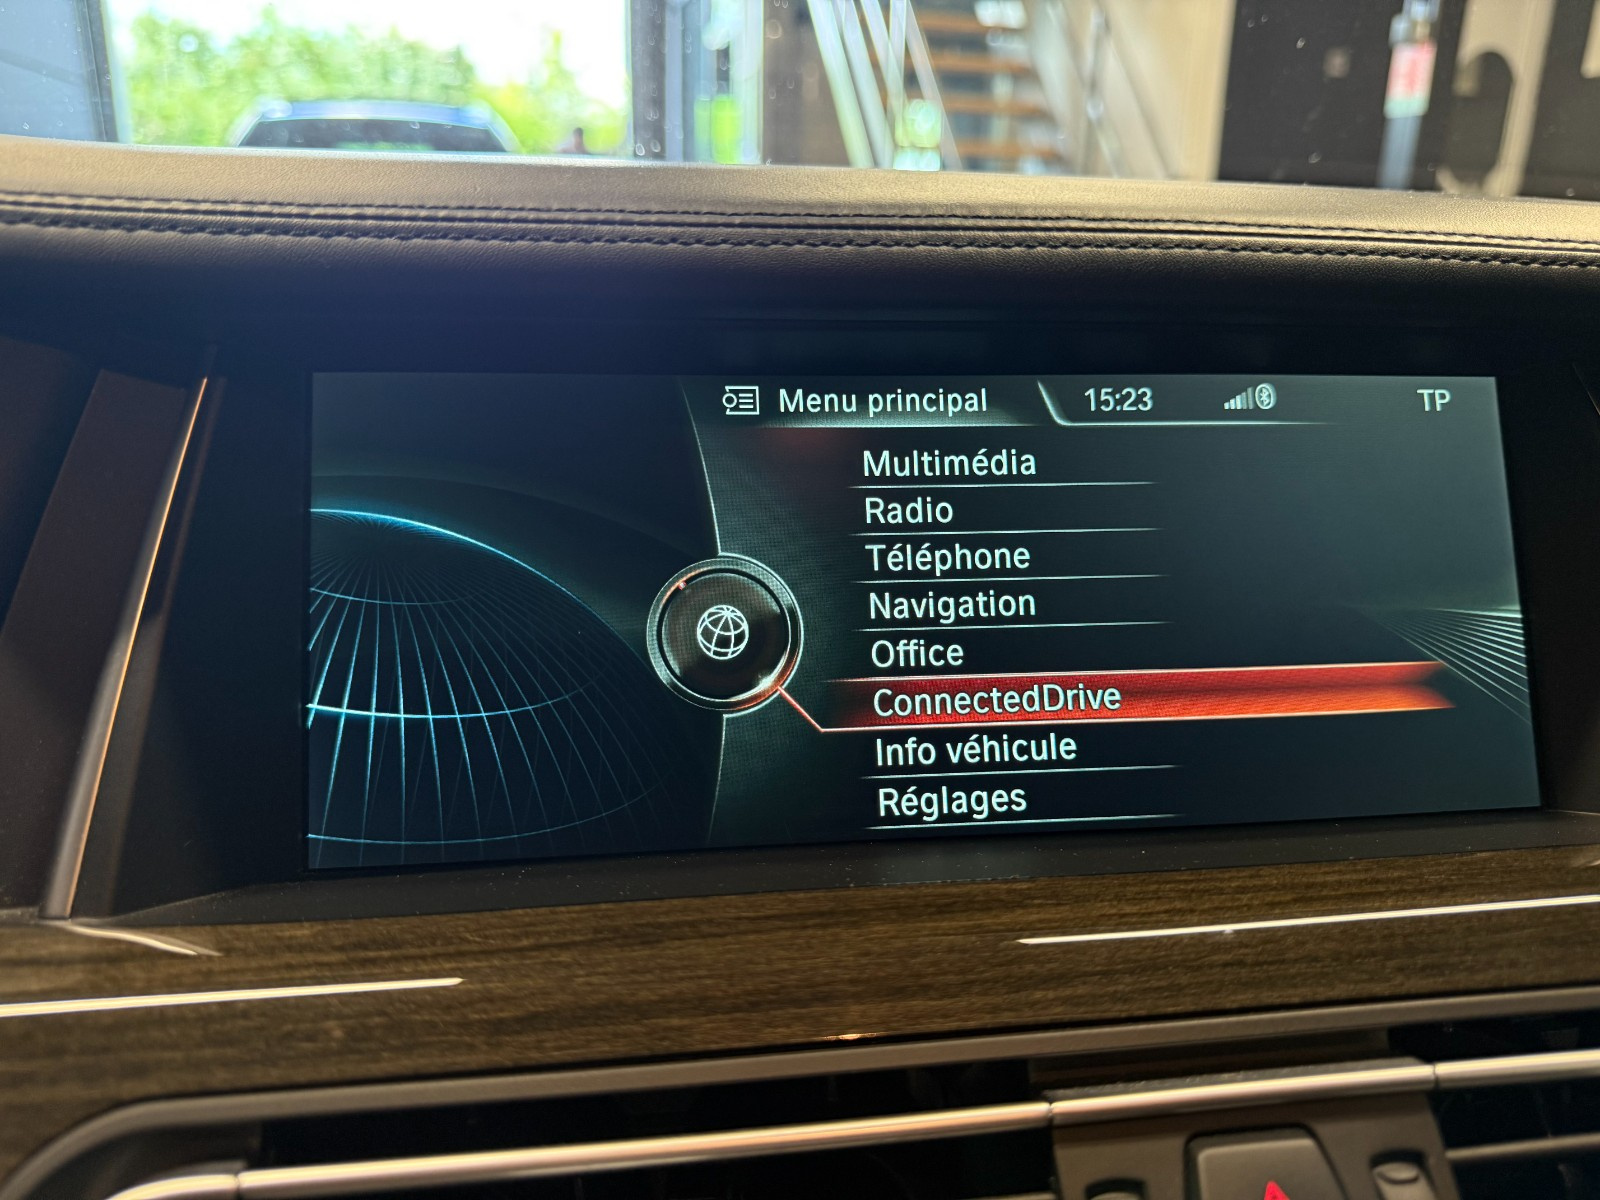 Menu principal 15:23 TP
Multimédia
Radio
Téléphone
Navigation
Office
ConnectedDrive
Info véhicule
Réglages